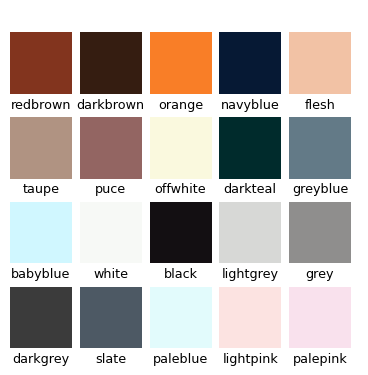 redbrown darkbrown orange navyblue flesh
taupe puce offwhite darkteal greyblue
babyblue white black lightgrey grey
darkgrey slate paleblue lightpink palepink